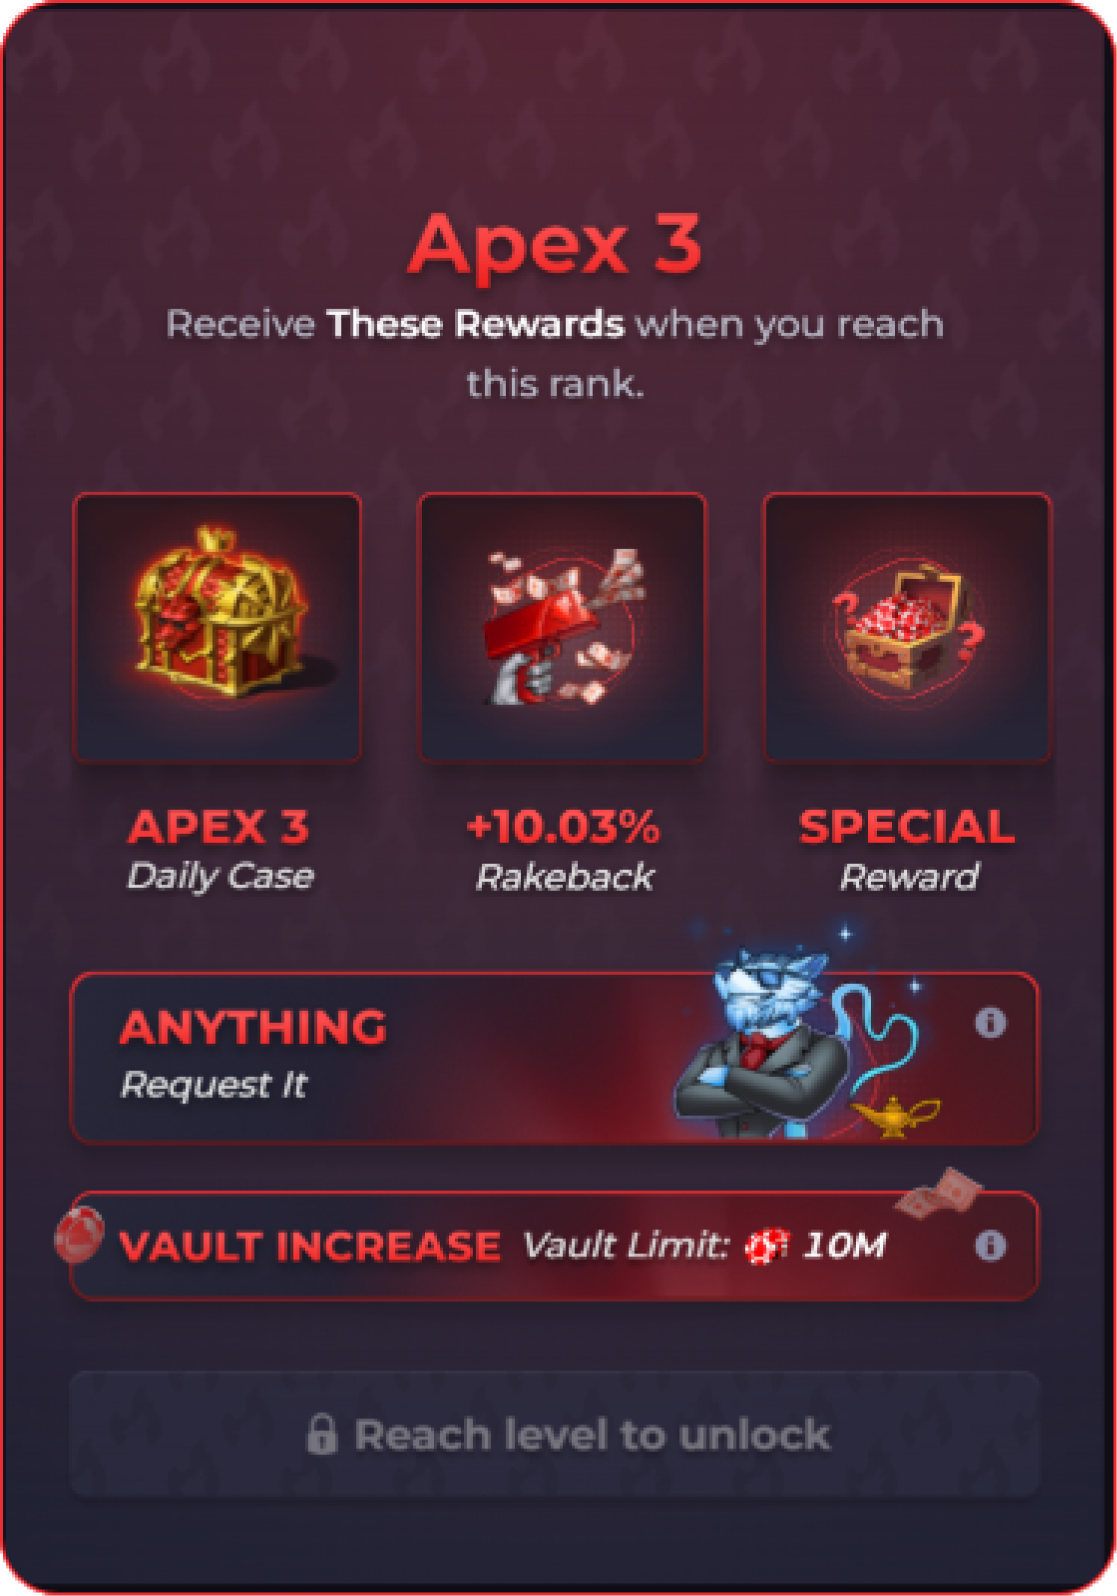 Apex 3
Receive These Rewards when you reach
this rank.
APEX 3
Daily Case
+10.03%
Rakeback
SPECIAL
Reward
ANYTHING
Request It
VAULT INCREASE Vault Limit: 10M
Reach level to unlock